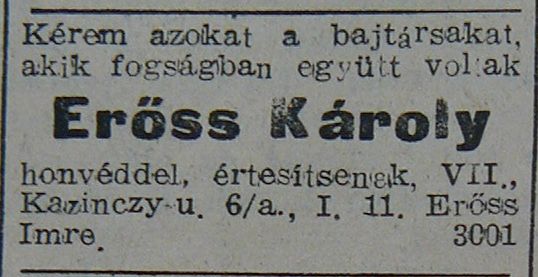 Kérem azokat a bajtársakat,
akik fogságban együtt voltak
Erőss Károly
honvéddel, értesítsenek, VII.,
Kazinczy-u. 6/a., I. 11. Erőss
Imre. 3001